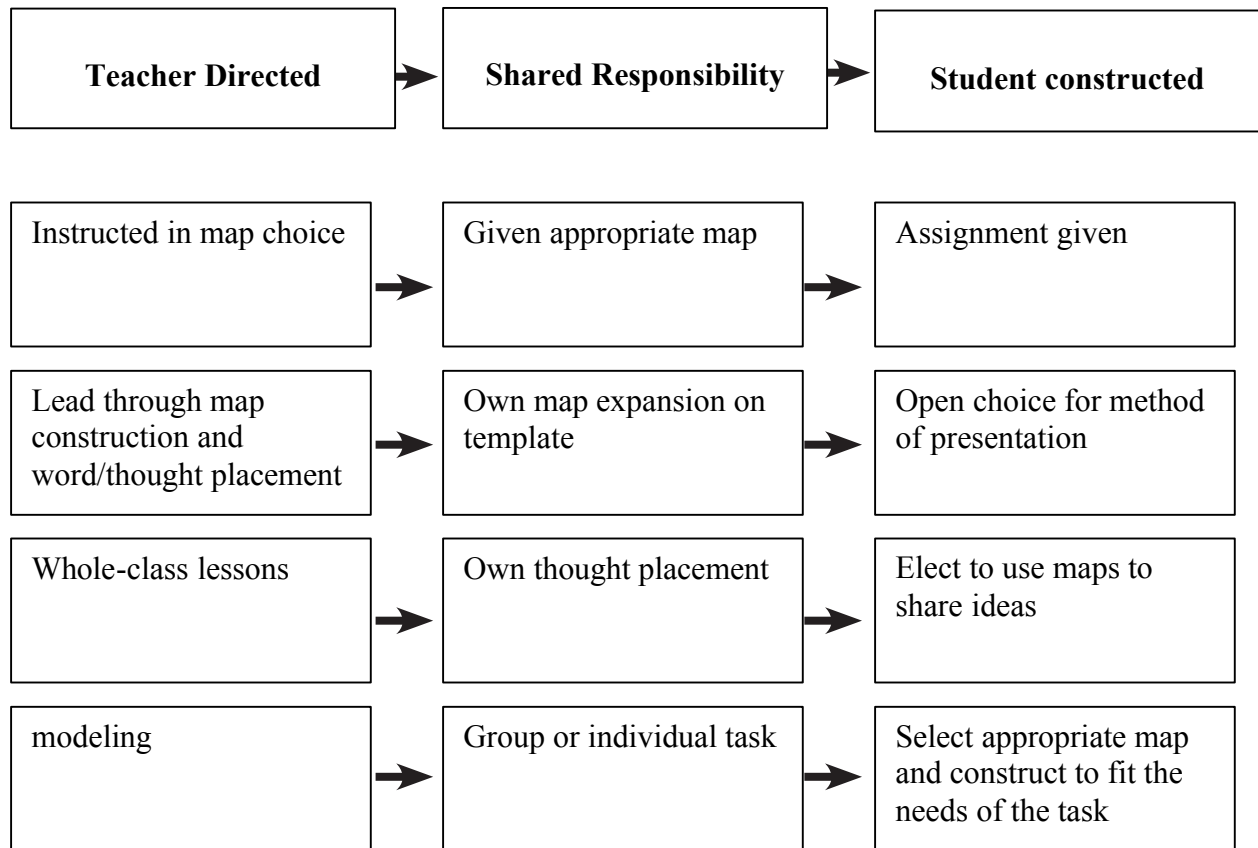 Teacher Directed
Shared Responsibility
Student constructed
Instructed in map choice
Given appropriate map
Assignment given
Lead through map
construction and
word/thought placement
Own map expansion on
template
Open choice for method
of presentation
Whole-class lessons
Own thought placement
Elect to use maps to
share ideas
modeling
Group or individual task
Select appropriate map
and construct to fit the
needs of the task